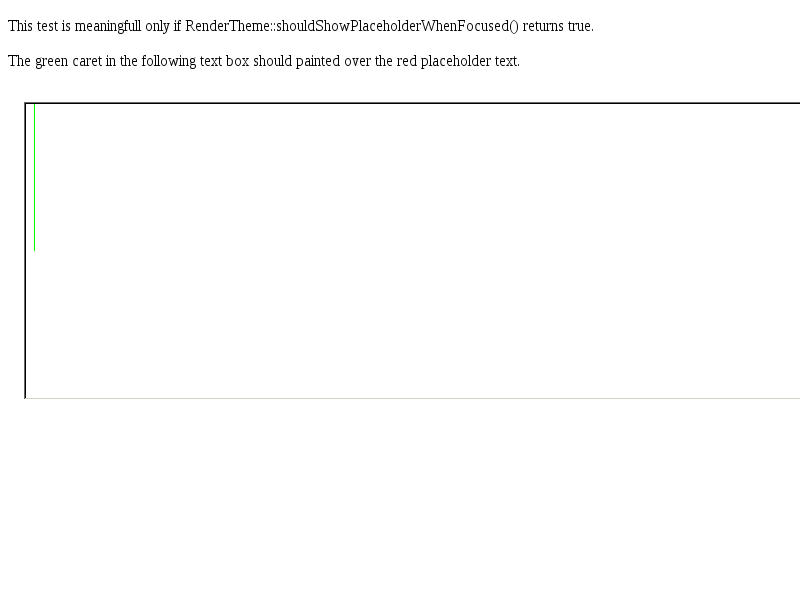 This test is meaningfull only if RenderTheme::shouldShowPlaceholderWhenFocused() returns true.
The green caret in the following text box should painted over the red placeholder text.